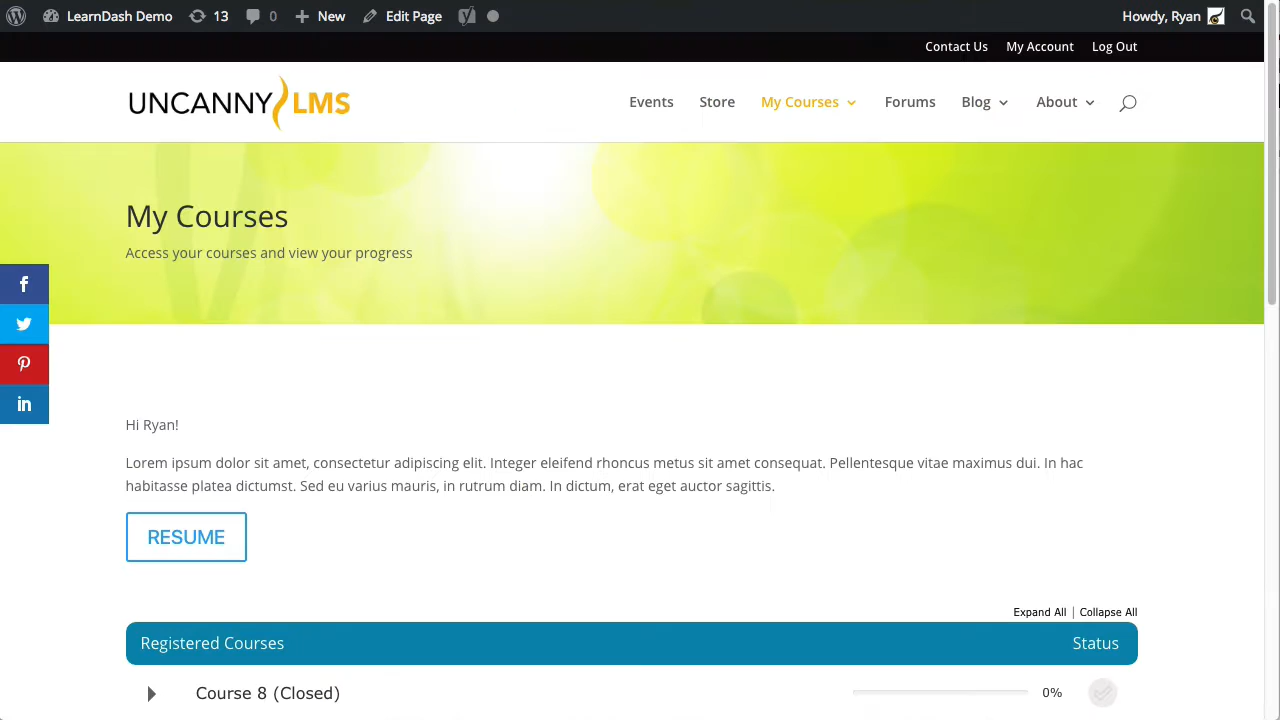 LearnDash Demo 13 0 New Edit Page Howdy, Ryan
Contact Us My Account Log Out
UNCANNY LMS
Events Store My Courses Forums Blog About
My Courses
Access your courses and view your progress
Hi Ryan!
Lorem ipsum dolor sit amet, consectetur adipiscing elit. Integer eleifend rhoncus metus sit amet consequat. Pellentesque vitae maximus dui. In hac
habitasse platea dictumst. Sed eu varius mauris, in rutrum diam. In dictum, erat eget auctor sagittis.
RESUME
Expand All | Collapse All
Registered Courses Status
Course 8 (Closed) 0%